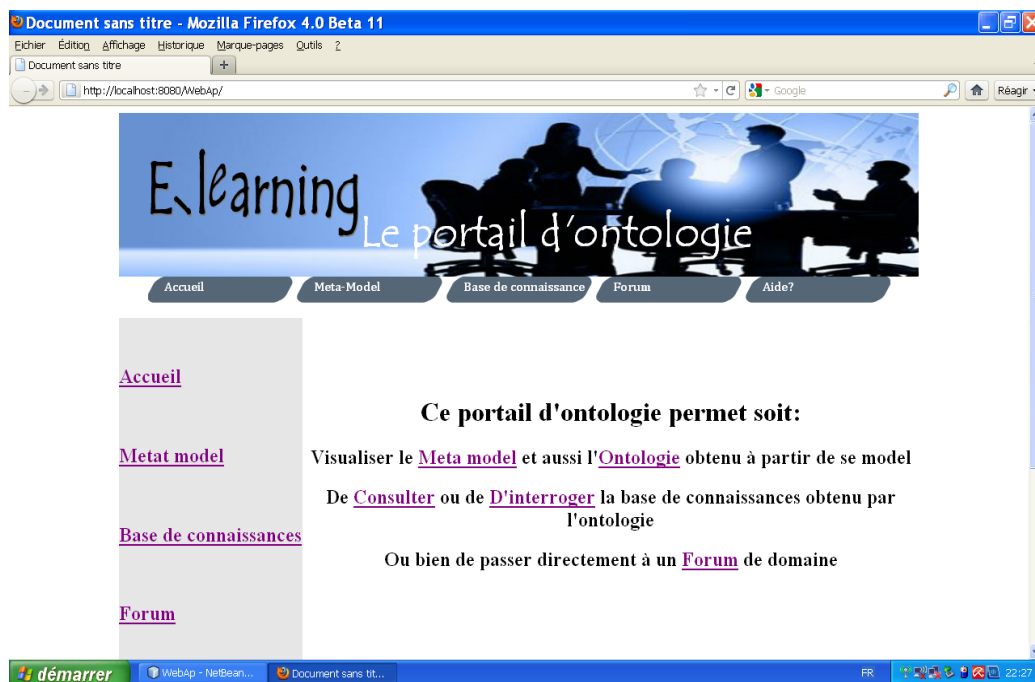 Document sans titre - Mozilla Firefox 4.0 Beta 11
Eichier Édition Affichage Historique Marque-pages Outils ?
Document sans titre +
http://localhost:8080/WebAp/ Google Réagir
E-learning
Le portail d'ontologie
Accueil Meta-Model Base de connaissance Forum Aide?
Accueil
Metat model
Base de connaissances
Forum
Ce portail d'ontologie permet soit:
Visualiser le Meta model et aussi l'Ontologie obtenu à partir de se model
De Consulter ou de D'interroger la base de connaissances obtenu par
l'ontologie
Ou bien de passer directement à un Forum de domaine
démarrer WebAp - NetBean... Document sans tit... FR 22:27